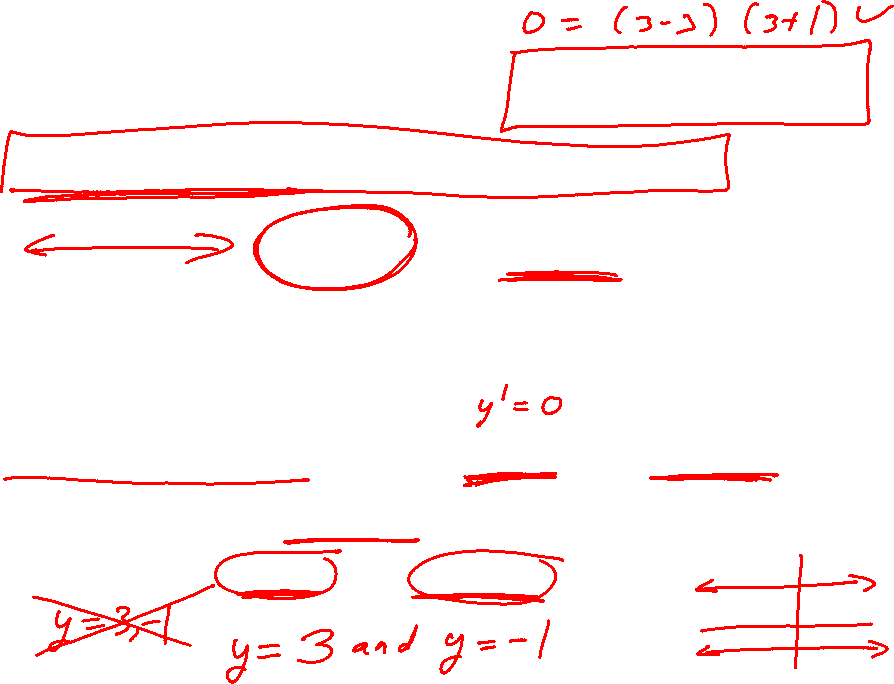 0 = (3-3) (3+1) ✓
y' = 0
y = 3, -1
y = 3 and y = -1